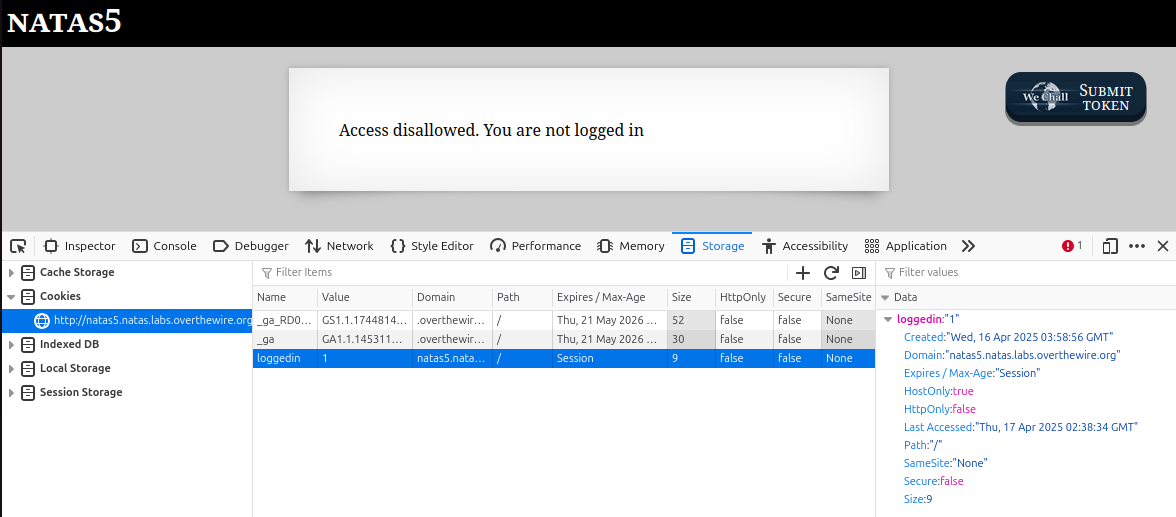 NATAS5
We Chall SUBMIT TOKEN
Access disallowed. You are not logged in
Inspector Console Debugger Network Style Editor Performance Memory Storage Accessibility Application 1
Cache Storage
Cookies
http://natas5.natas.labs.overthewire.org
Indexed DB
Local Storage
Session Storage
Filter Items
Name Value Domain Path Expires / Max-Age Size HttpOnly Secure SameSite
_ga_RD0... GS1.1.1744814... .overthewir... / Thu, 21 May 2026 ... 52 false false None
_ga GA1.1.145311... .overthewir... / Thu, 21 May 2026 ... 30 false false None
loggedin 1 natas5.nata... / Session 9 false false None
Filter values
Data
loggedin:"1"
Created:"Wed, 16 Apr 2025 03:58:56 GMT"
Domain:"natas5.natas.labs.overthewire.org"
Expires / Max-Age:"Session"
HostOnly:true
HttpOnly:false
Last Accessed:"Thu, 17 Apr 2025 02:38:34 GMT"
Path:"/"
SameSite:"None"
Secure:false
Size:9